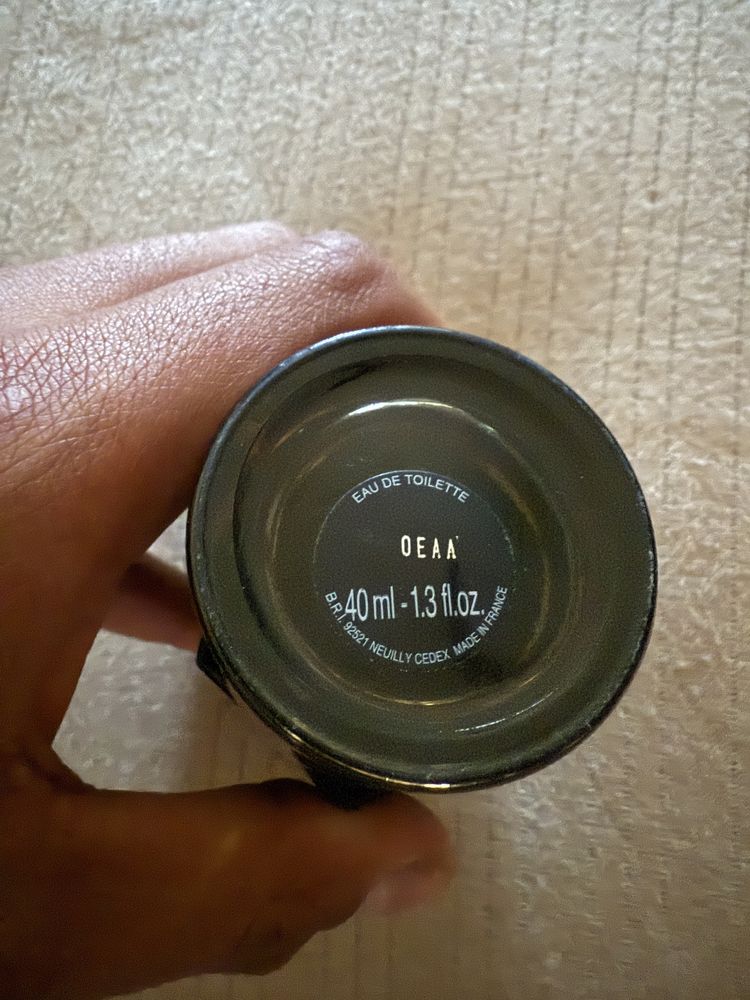 EAU DE TOILETTE
OEAA
40 ml - 1.3 fl.oz.
B.R.I. 92521 NEUILLY CEDEX MADE IN FRANCE